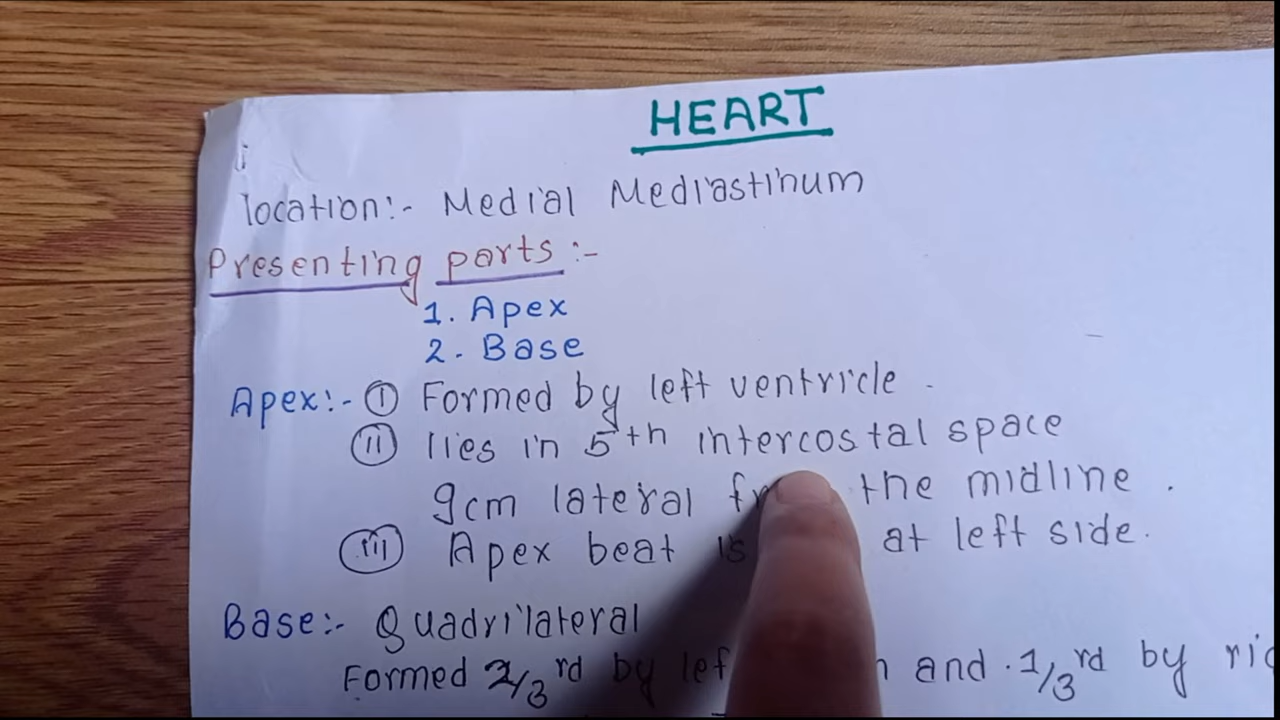 HEART
location:- Medial Mediastinum
Presenting parts :-
1. Apex
2. Base
Apex:- (I) Formed by left ventricle.
(II) lies in 5th intercostal space
9cm lateral the midline.
(III) Apex beat is at left side.
Base:- Quadrilateral
Formed 2/3rd by and 1/3rd by